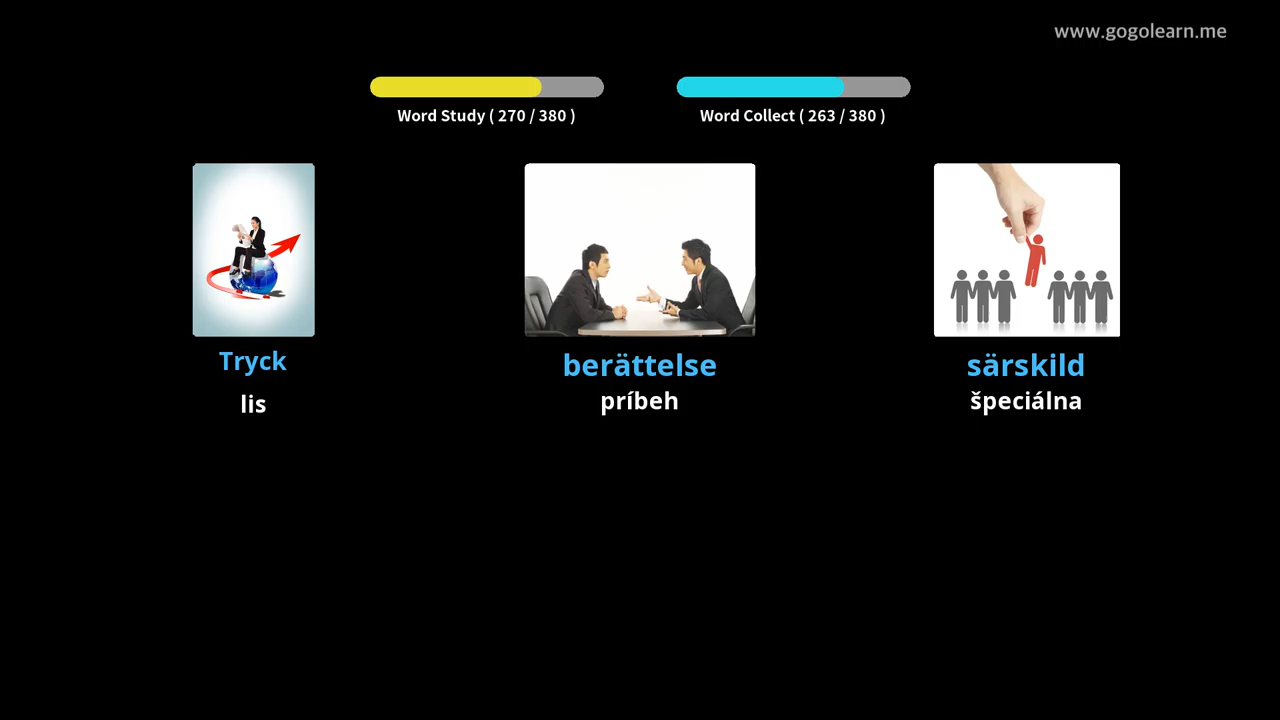 www.gogolearn.me
Word Study ( 270 / 380 )
Word Collect ( 263 / 380 )
Tryck
lis
berättelse
príbeh
särskild
špeciálna